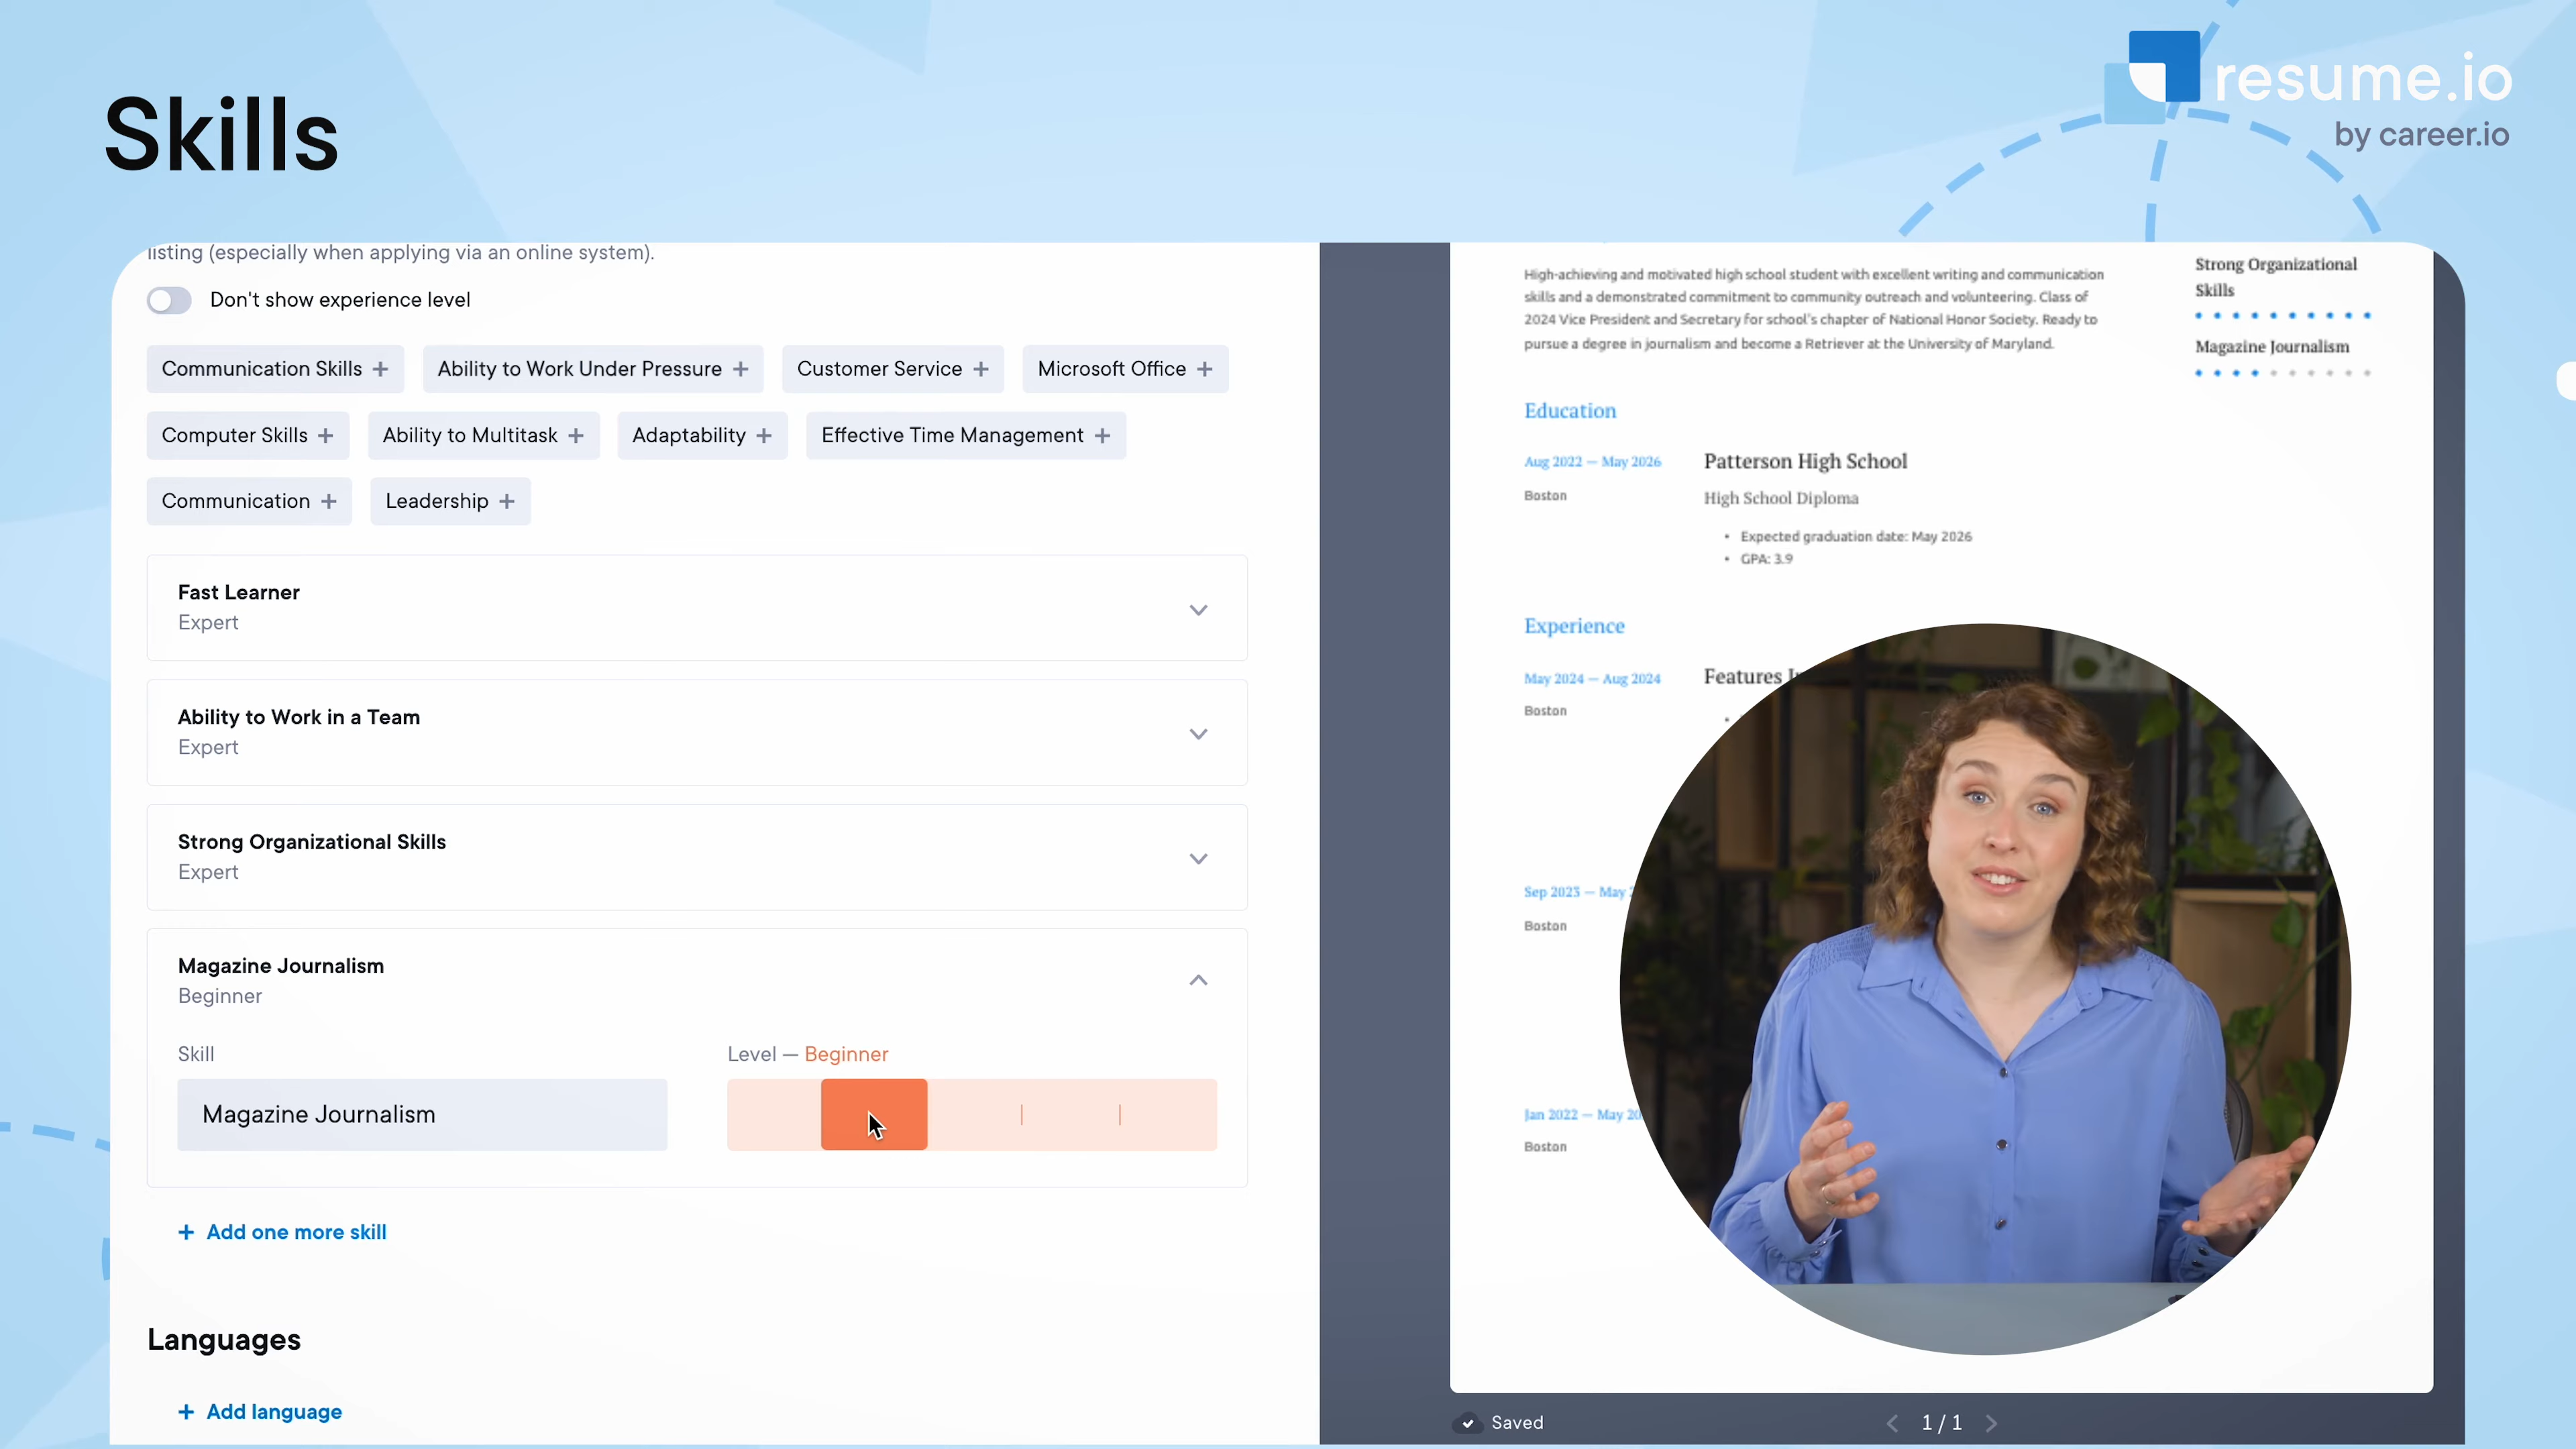 Skills
resume.io
by career.io
listing (especially when applying via an online system).
Don't show experience level
Communication Skills +
Ability to Work Under Pressure +
Customer Service +
Microsoft Office +
Computer Skills +
Ability to Multitask +
Adaptability +
Effective Time Management +
Communication +
Leadership +
Fast Learner
Expert
Ability to Work in a Team
Expert
Strong Organizational Skills
Expert
Magazine Journalism
Beginner
Skill
Level — Beginner
Magazine Journalism
+ Add one more skill
Languages
+ Add language
High-achieving and motivated high school student with excellent writing and communication
skills and a demonstrated commitment to community outreach and volunteering. Class of
2024 Vice President and Secretary for school's chapter of National Honor Society. Ready to
pursue a degree in journalism and become a Retriever at the University of Maryland.
Strong Organizational
Skills
Magazine Journalism
Education
Aug 2022 — May 2026
Patterson High School
Boston
High School Diploma
• Expected graduation date: May 2026
• GPA: 3.9
Experience
May 2024 — Aug 2024
Features
Boston
Sep 2023 — May
Boston
Jan 2022 — May 20
Boston
Saved
1 / 1